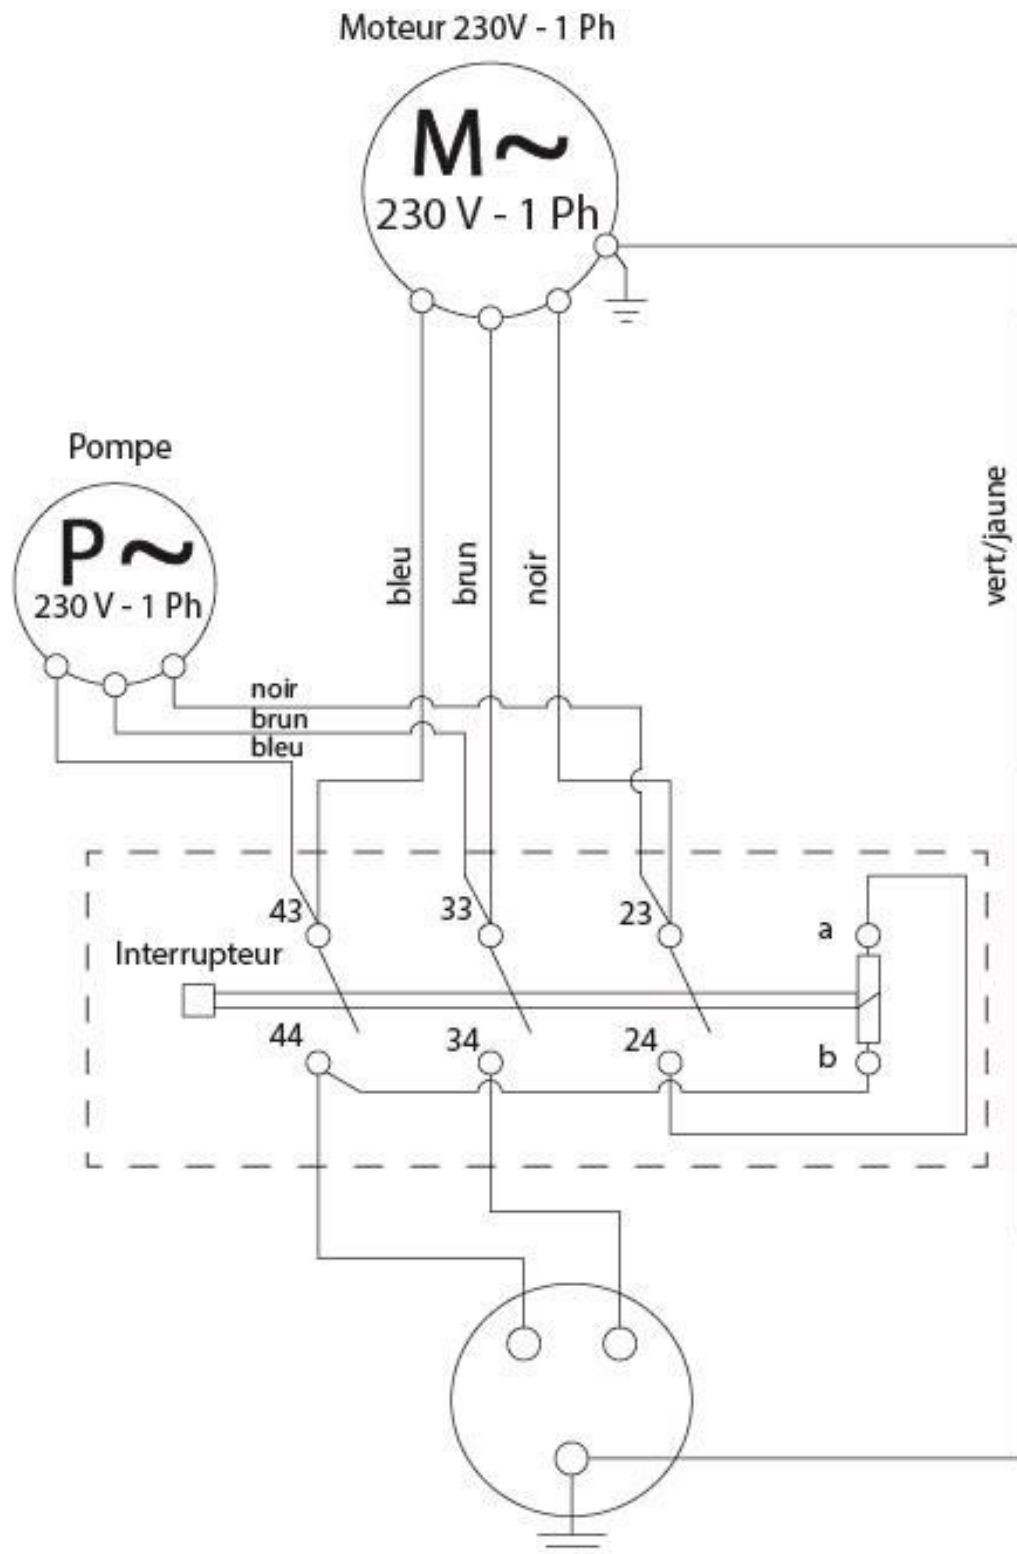 Moteur 230V - 1 Ph
M~
230 V - 1 Ph
Pompe
P~
230 V - 1 Ph
bleu
brun
noir
vert/jaune
noir
brun
bleu
43
33
23
a
Interrupteur
44
34
24
b